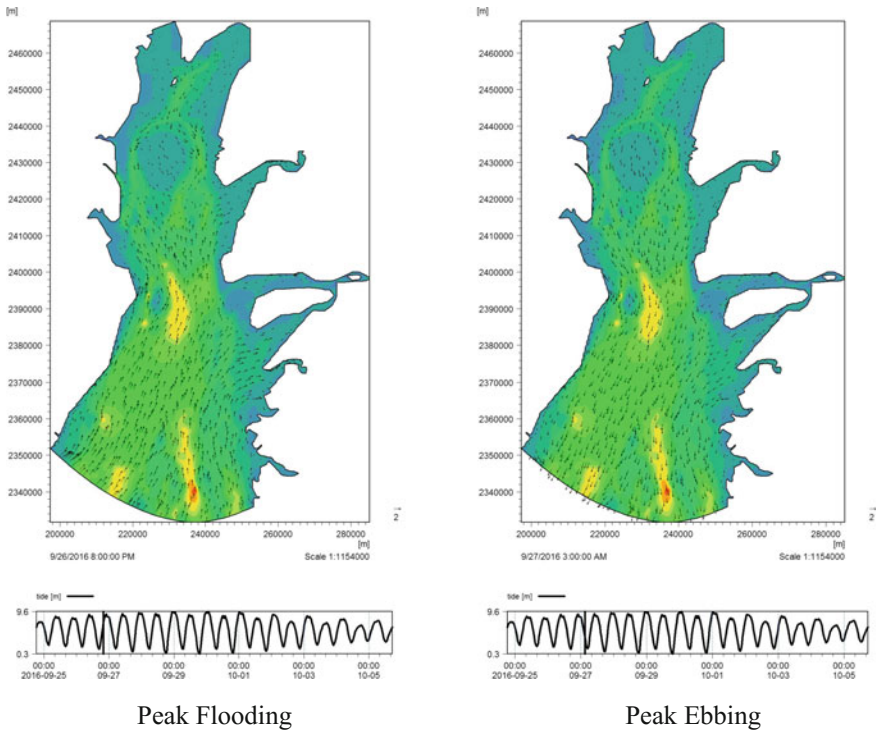 [m]
2460000
2450000
2440000
2430000
2420000
2410000
2400000
2390000
2380000
2370000
2360000
2350000
2340000
200000 220000 240000 260000 280000
[m]
9/26/2016 8:00:00 PM Scale 1:1154000
2
tide [m]
9.6
0.3
00:00 00:00 00:00 00:00 00:00 00:00
2016-09-25 09-27 09-29 10-01 10-03 10-05
Peak Flooding
[m]
2460000
2450000
2440000
2430000
2420000
2410000
2400000
2390000
2380000
2370000
2360000
2350000
2340000
200000 220000 240000 260000 280000
[m]
9/27/2016 3:00:00 AM Scale 1:1154000
2
tide [m]
9.6
0.3
00:00 00:00 00:00 00:00 00:00 00:00
2016-09-25 09-27 09-29 10-01 10-03 10-05
Peak Ebbing